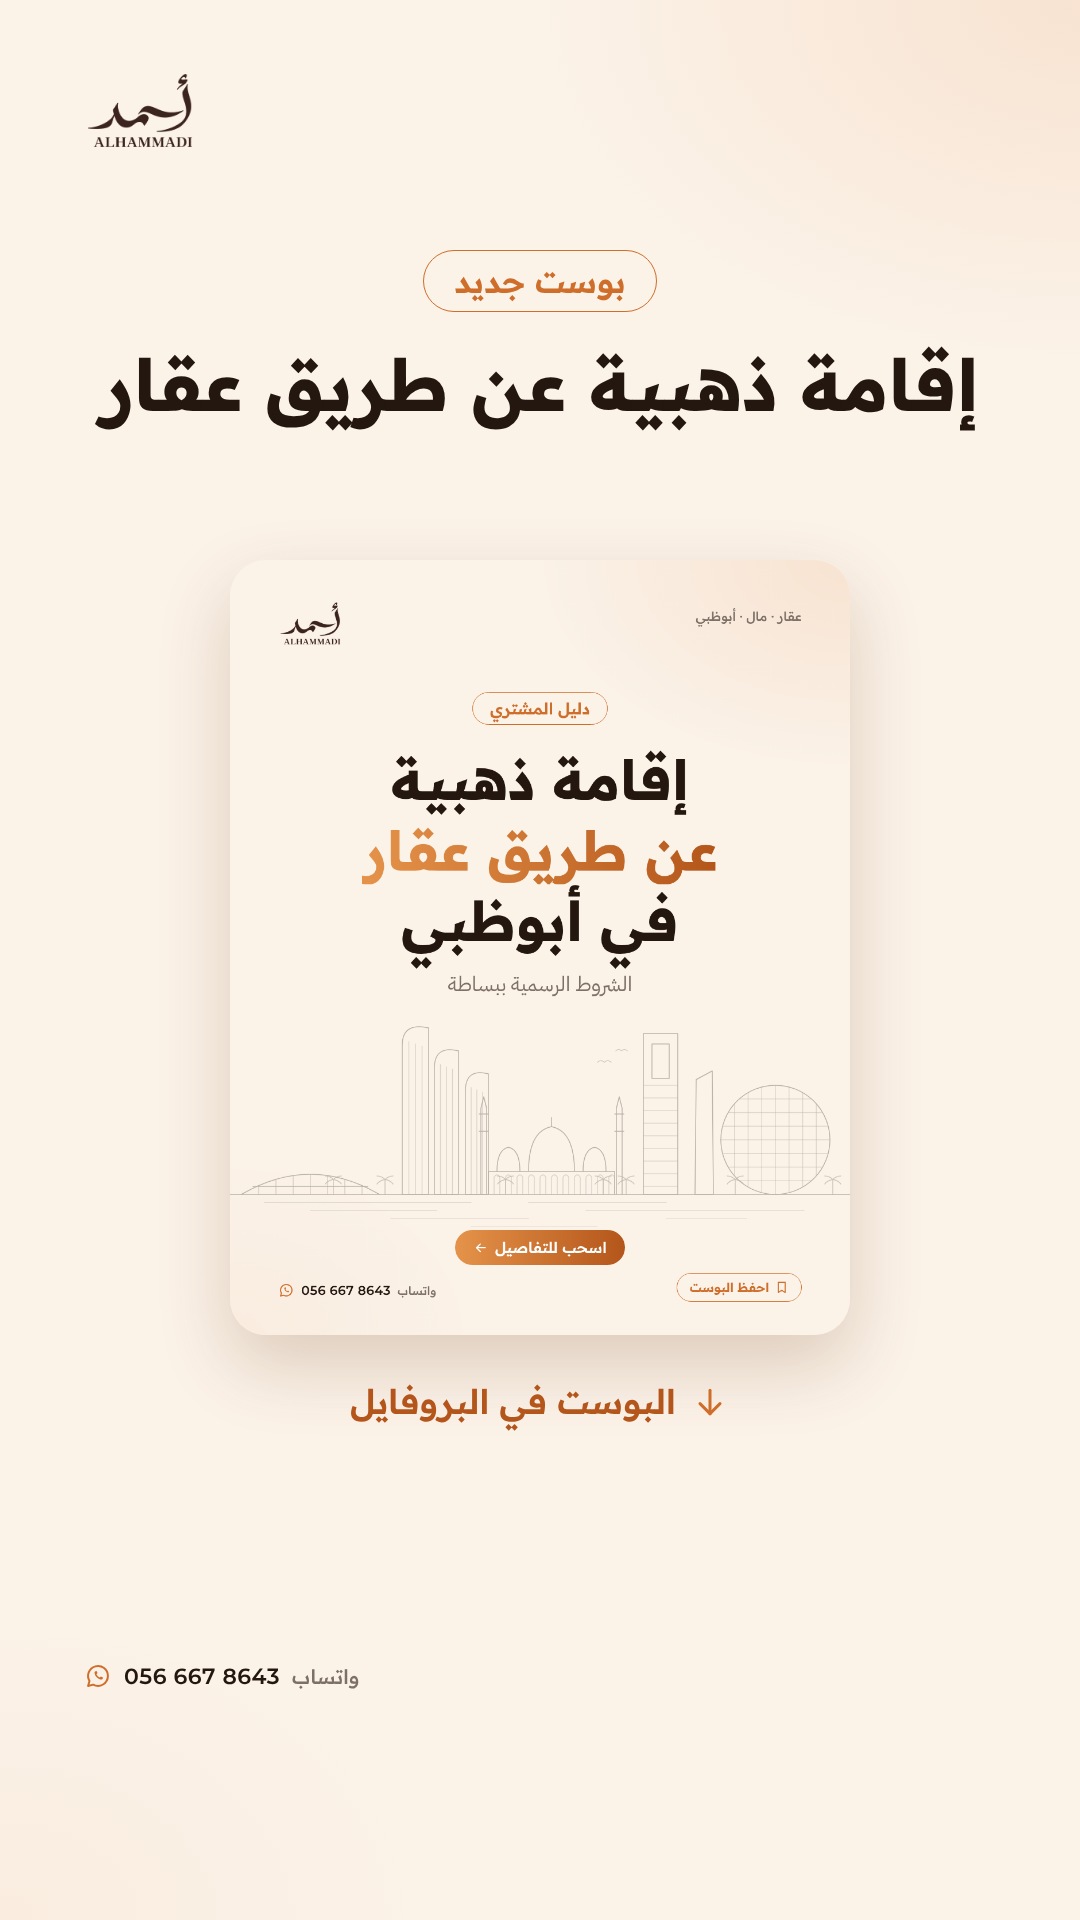 أحمد
ALHAMMADI
بوست جديد
إقامة ذهبية عن طريق عقار
أحمد
ALHAMMADI
عقار · مال · أبوظبي
دليل المشتري
إقامة ذهبية
عن طريق عقار
في أبوظبي
الشروط الرسمية ببساطة
اسحب للتفاصيل ←
احفظ البوست
واتساب 056 667 8643
↓ البوست في البروفايل
واتساب 056 667 8643